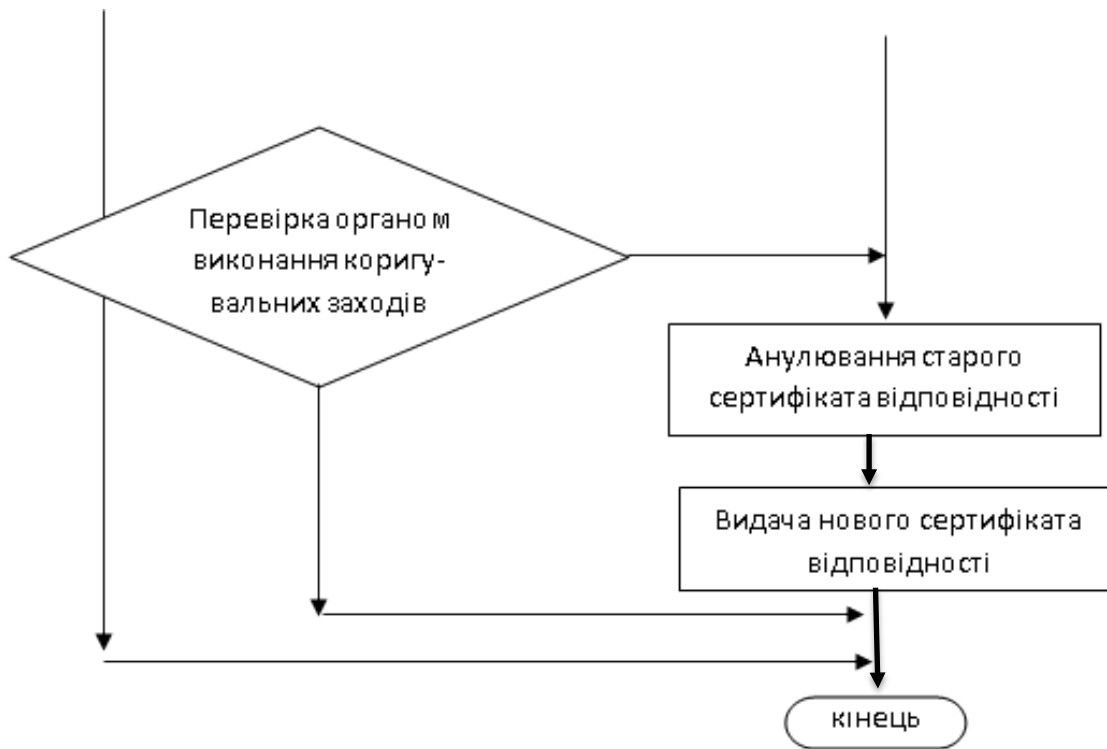 Перевірка органом
виконання коригу-
вальних заходів
Анулювання старого
сертифіката відповідності
Видача нового сертифіката
відповідності
кінець